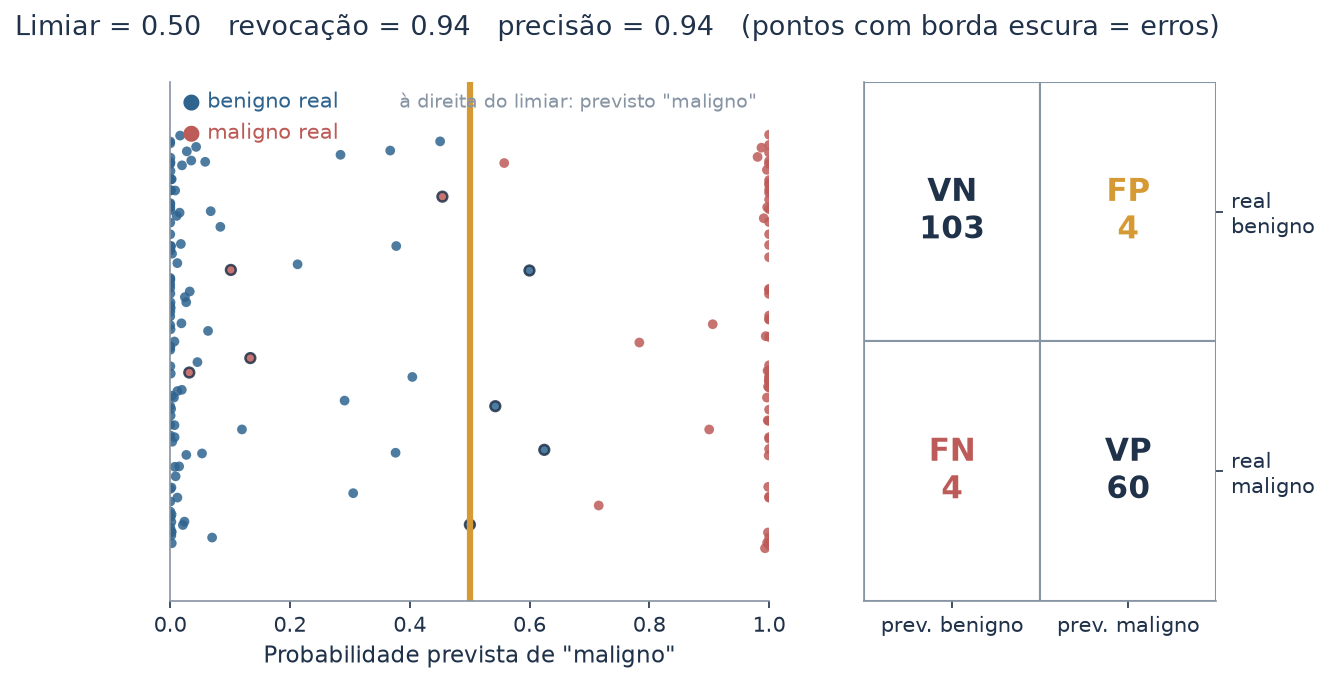 Limiar = 0.50   revocação = 0.94   precisão = 0.94   (pontos com borda escura = erros)
benigno real
maligno real
à direita do limiar: previsto "maligno"
0.0 0.2 0.4 0.6 0.8 1.0
Probabilidade prevista de "maligno"
VN
103
FP
4
FN
4
VP
60
real
benigno
real
maligno
prev. benigno
prev. maligno